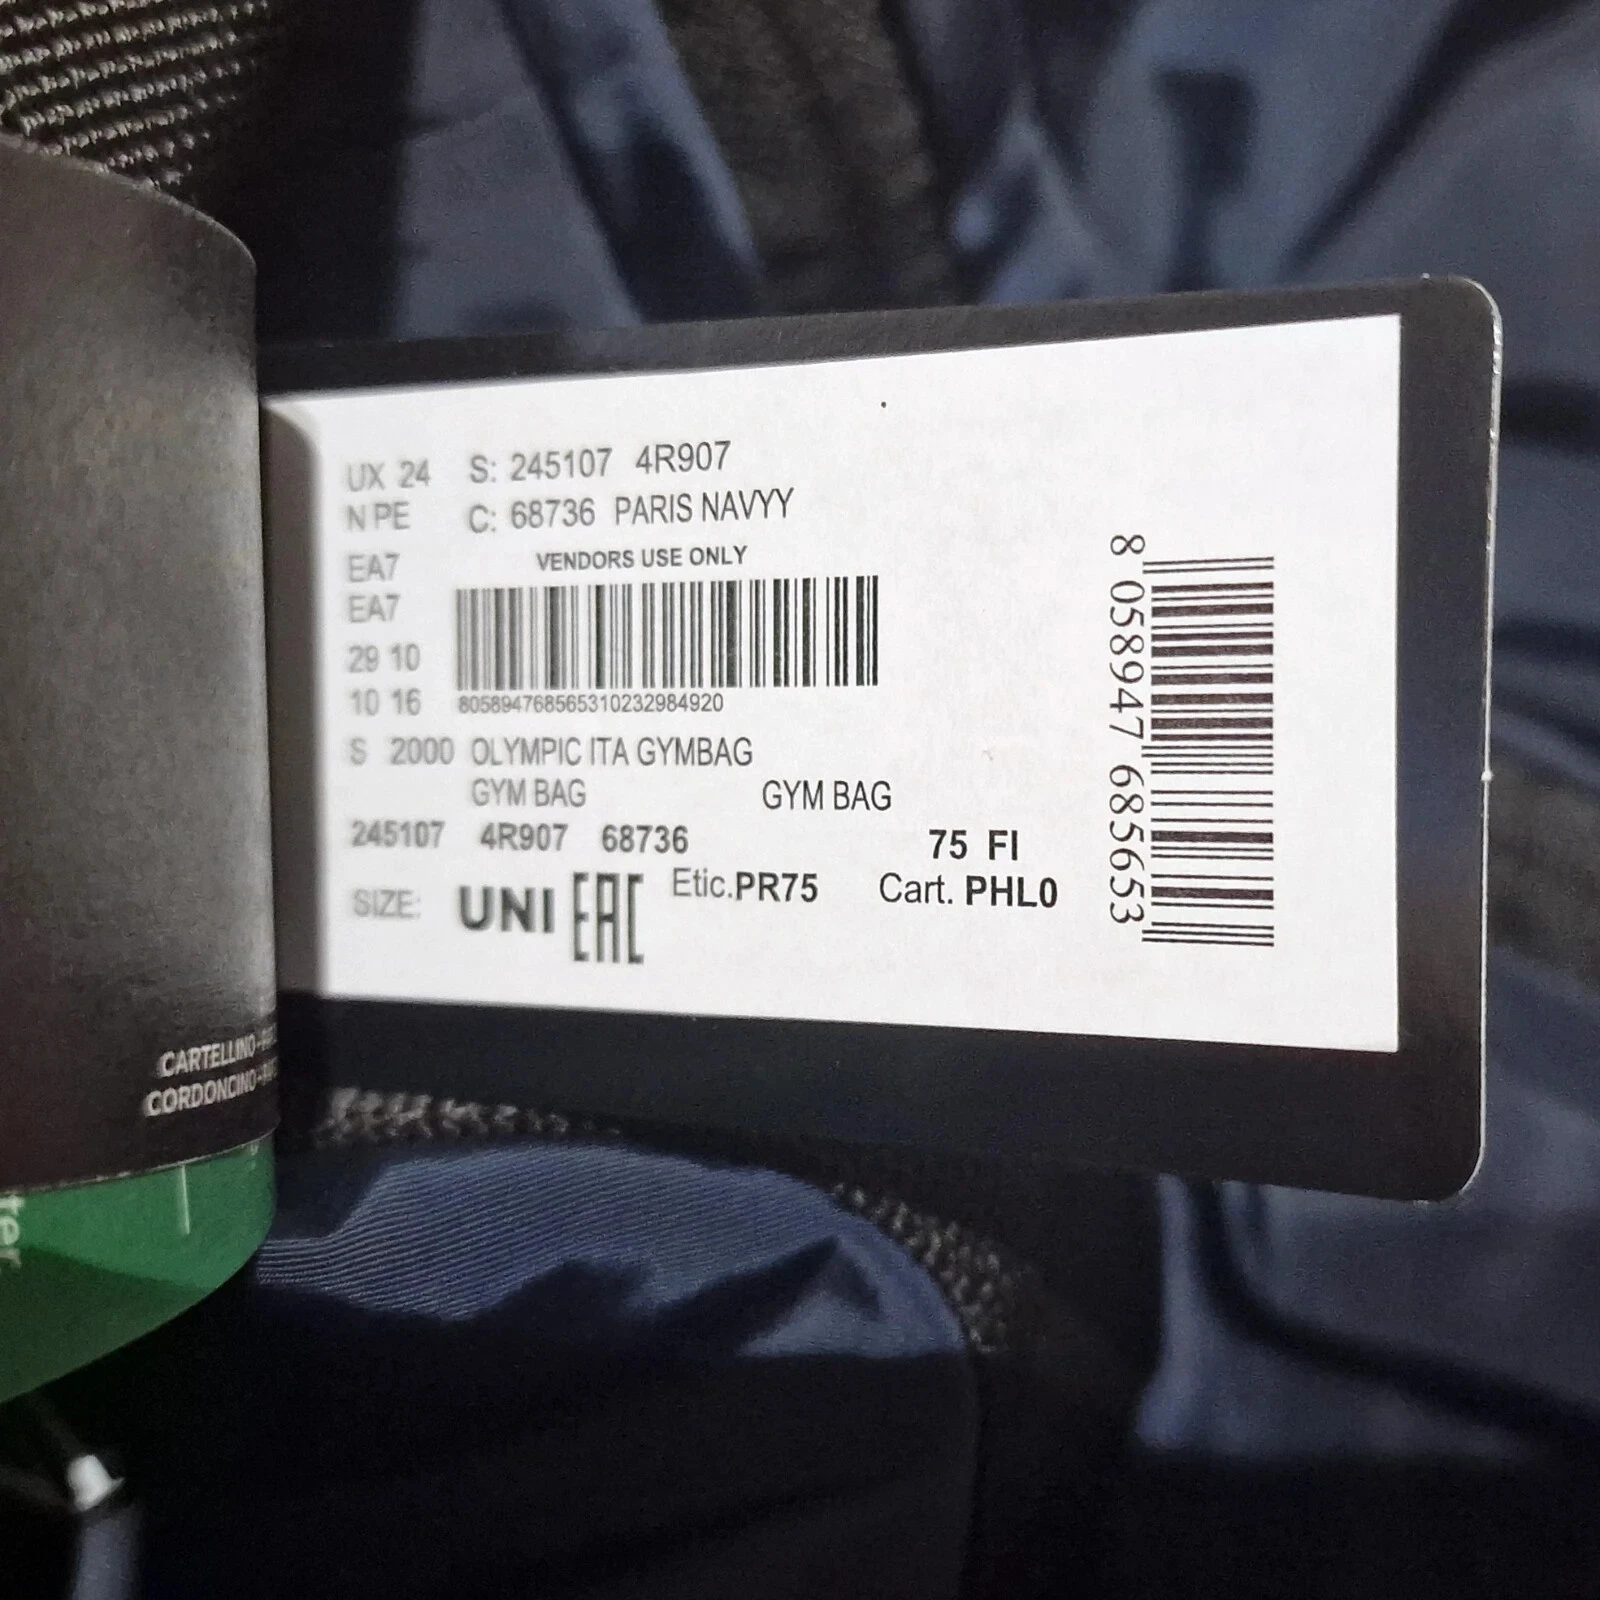 UX 24 S: 245107 4R907
N PE C: 68736 PARIS NAVYY
EA7 VENDORS USE ONLY
EA7
29 10
10 16 805894768565310232984920
S 2000 OLYMPIC ITA GYMBAG
GYM BAG GYM BAG
245107 4R907 68736 75 FI
SIZE: UNI EAC Etic.PR75 Cart. PHL0
8 058947 685653
CARTELLINO-
CORDONCINO-
ter